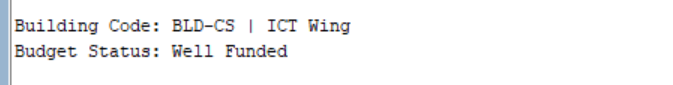 Building Code: BLD-CS | ICT Wing
Budget Status: Well Funded